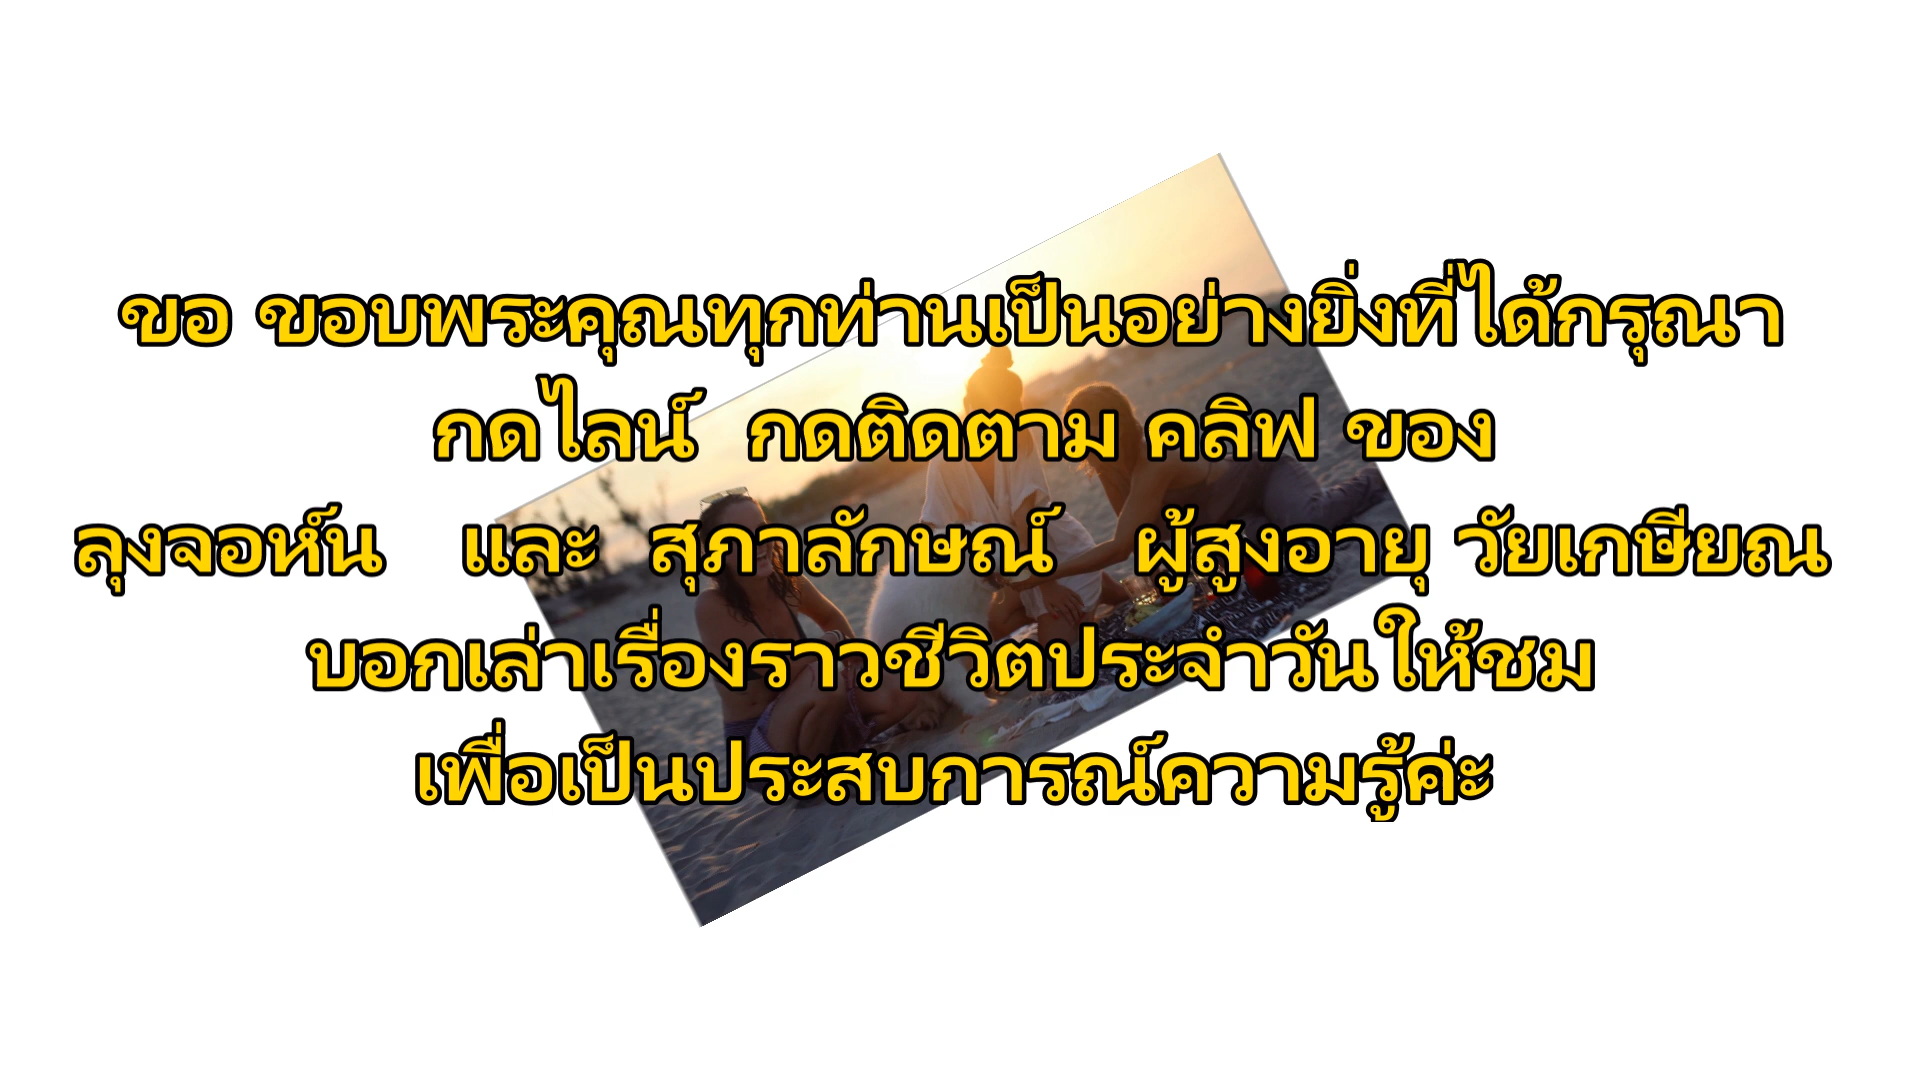 ขอ ขอบพระคุณทุกท่านเป็นอย่างยิ่งที่ได้กรุณา
กดไลน์ กดติดตาม คลิฟ ของ
ลุงจอห์น และ สุภาลักษณ์ ผู้สูงอายุ วัยเกษียณ
บอกเล่าเรื่องราวชีวิตประจำวันให้ชม
เพื่อเป็นประสบการณ์ความรู้ค่ะ